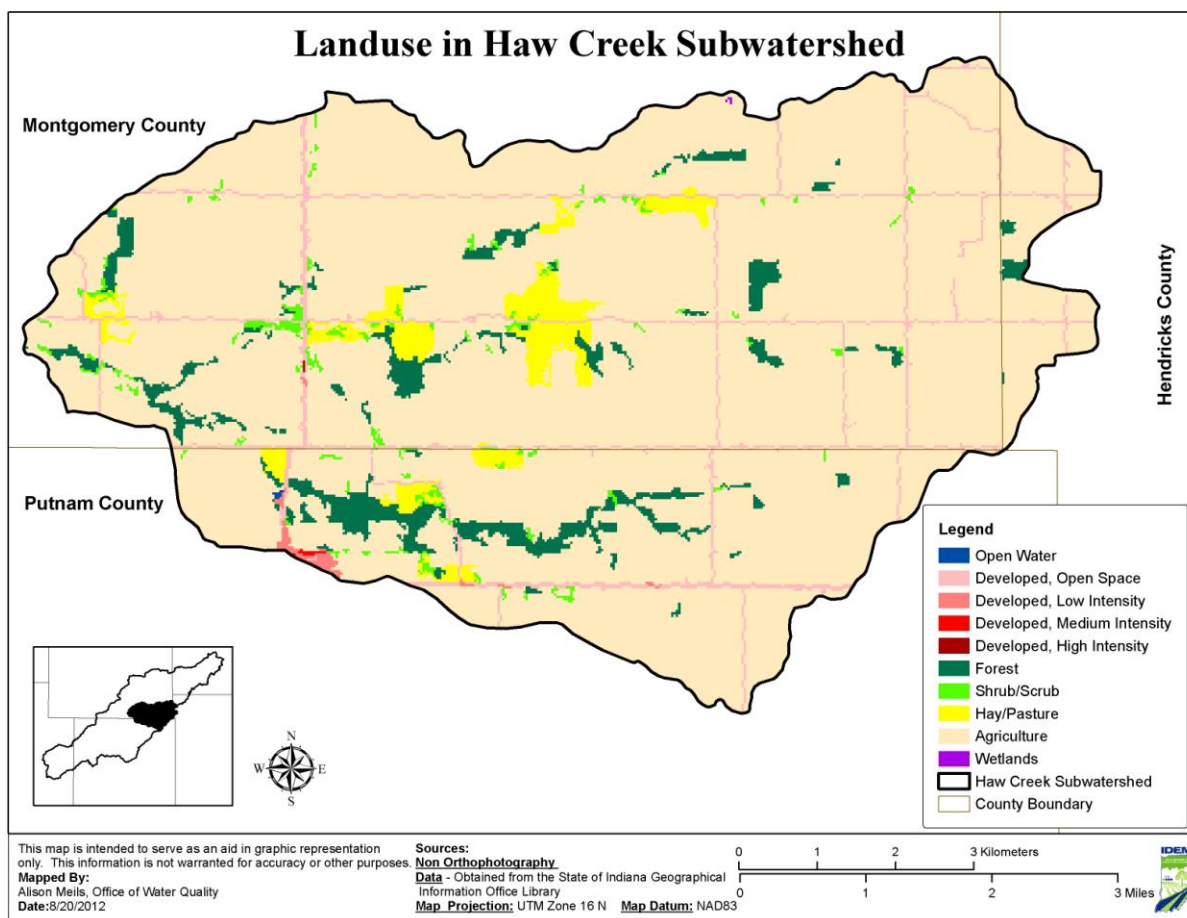 Landuse in Haw Creek Subwatershed
Montgomery County
Hendricks County
Putnam County
Legend
Open Water
Developed, Open Space
Developed, Low Intensity
Developed, Medium Intensity
Developed, High Intensity
Forest
Shrub/Scrub
Hay/Pasture
Agriculture
Wetlands
Haw Creek Subwatershed
County Boundary
N
W E
S
This map is intended to serve as an aid in graphic representation
only. This information is not warranted for accuracy or other purposes.
Mapped By:
Alison Meils, Office of Water Quality
Date:8/20/2012
Sources:
Non Orthophotography
Data - Obtained from the State of Indiana Geographical
Information Office Library
Map Projection: UTM Zone 16 N Map Datum: NAD83
0 1 2 3 Kilometers
0 1 2 3 Miles
IDEM